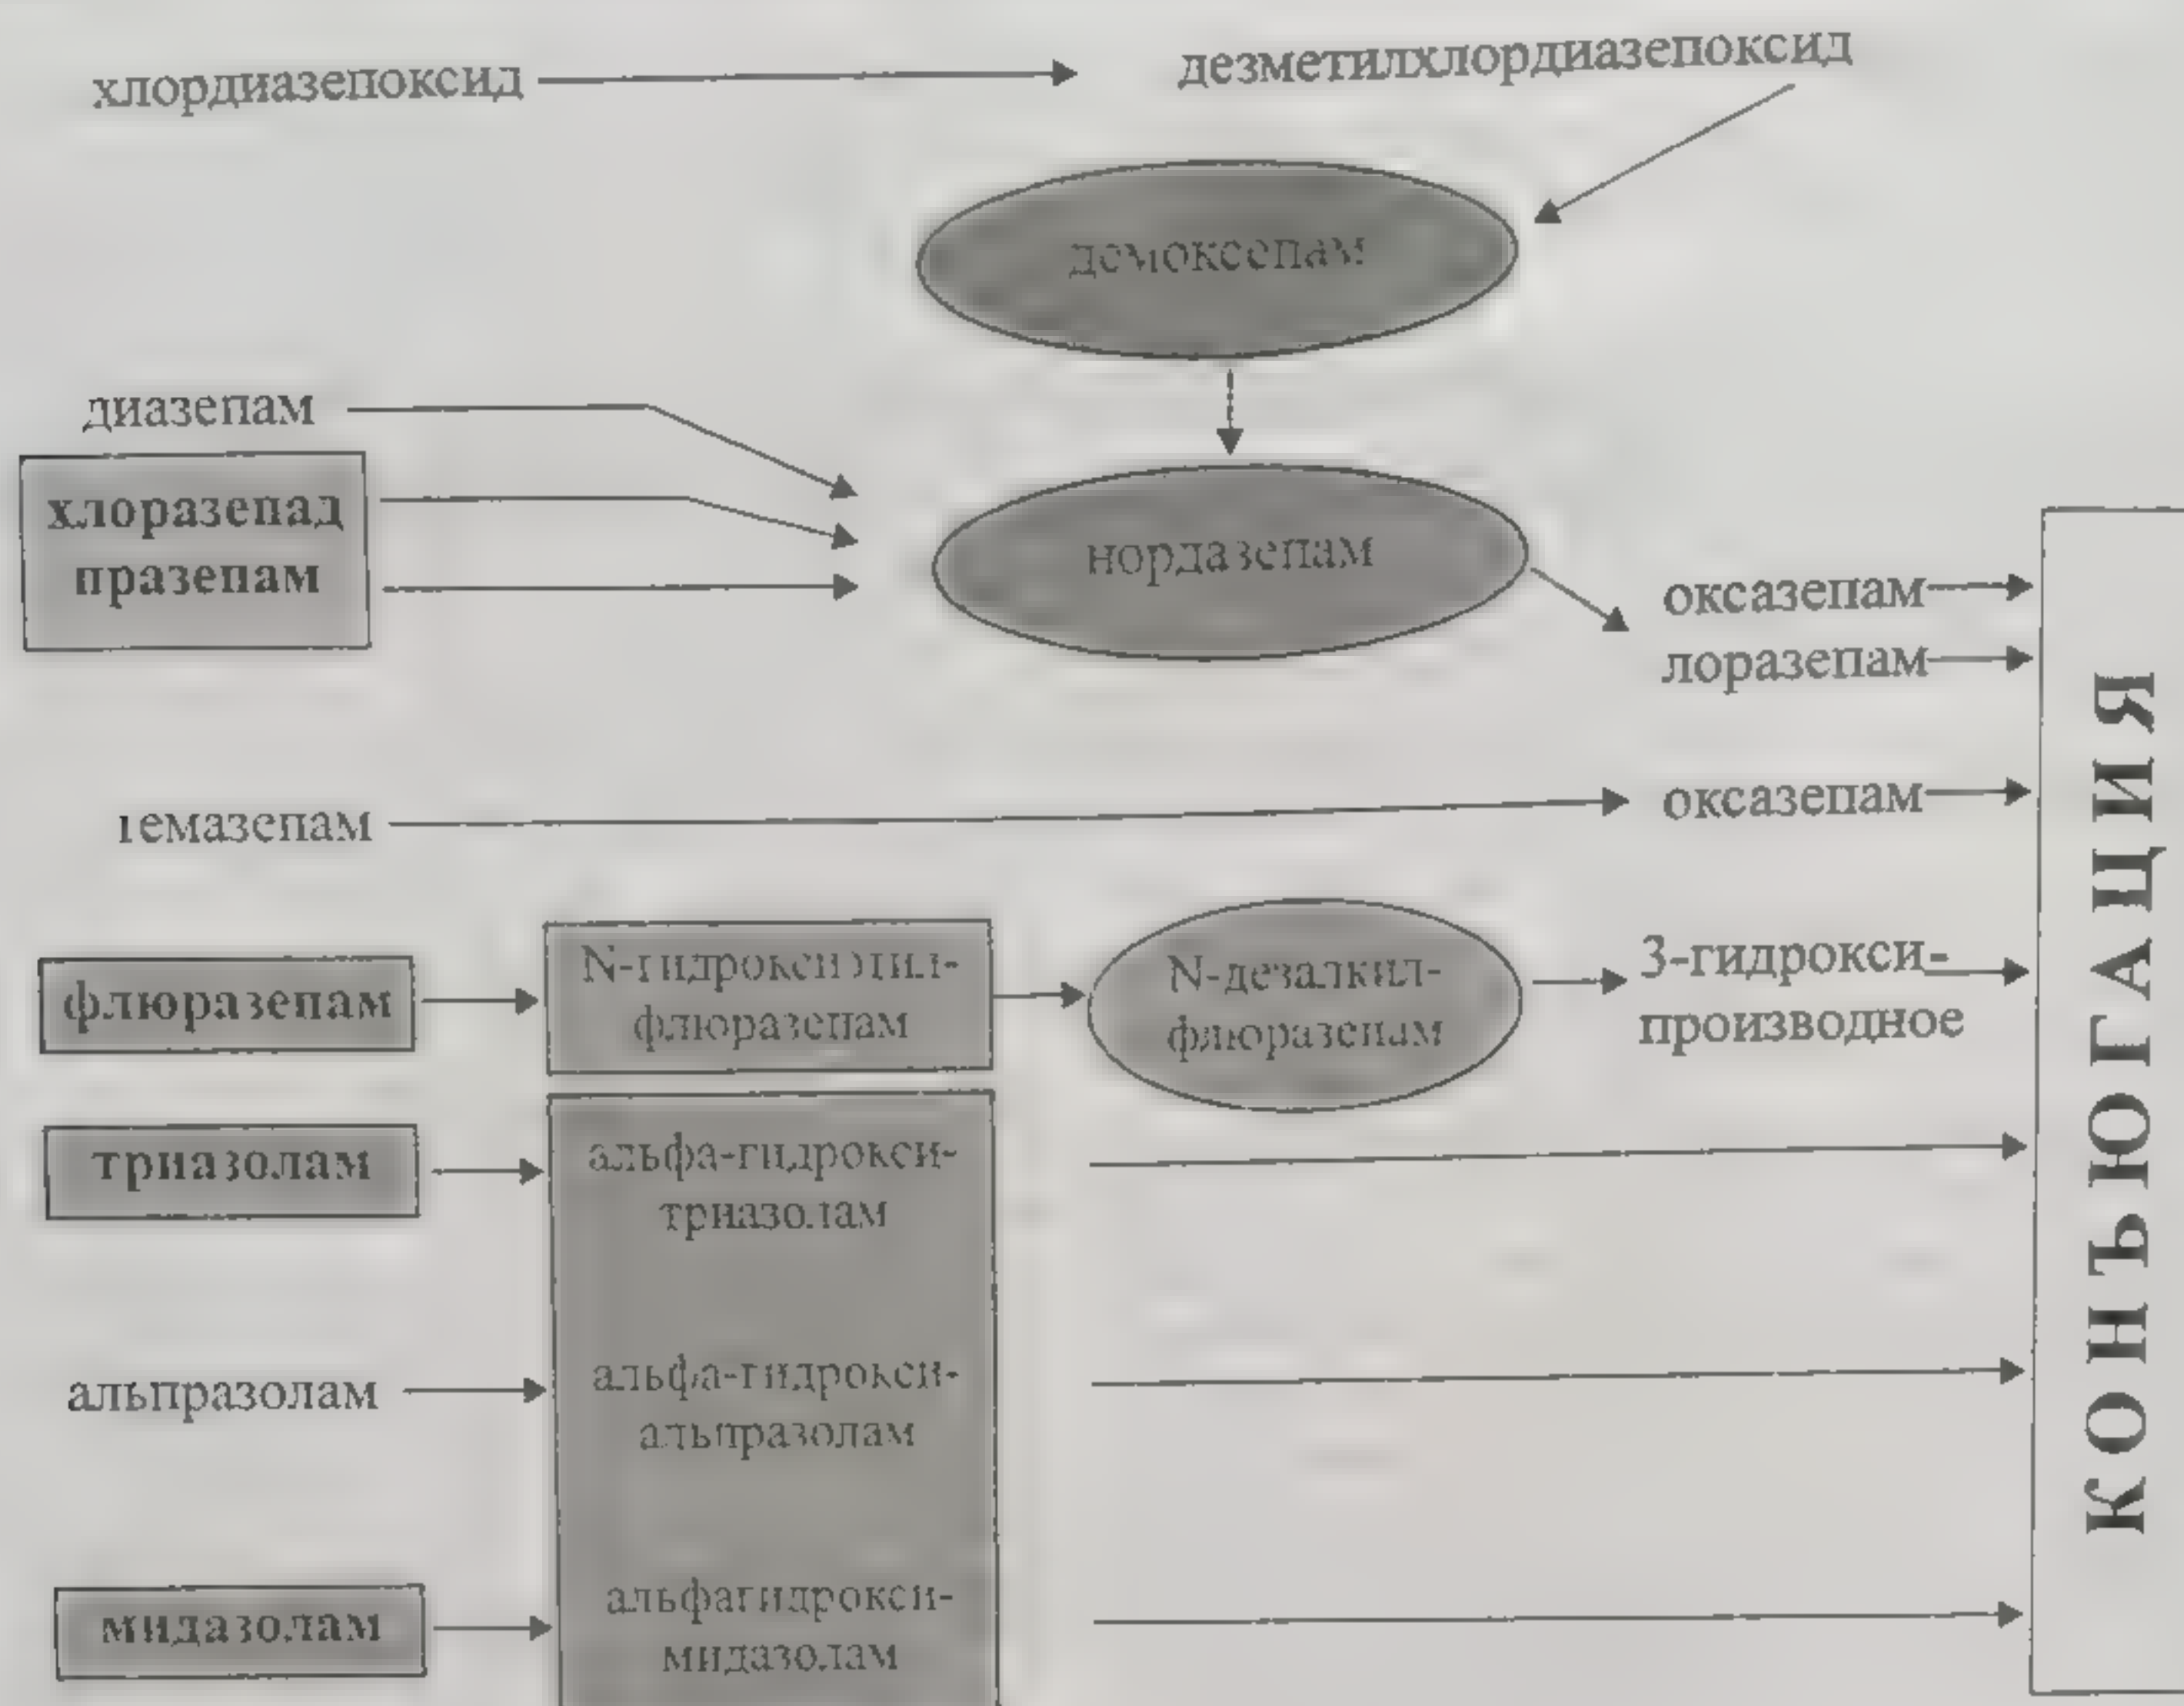 хлордиазепоксид
дезметилхлордиазепоксид
демоксепам
диазепам
хлоразепад
празепам
нордазепам
оксазепам
лоразепам
темазепам
оксазепам
флюразепам
N-гидроксиэтил-
флюразепам
N-дезалкил-
флюразепам
3-гидрокси-
производное
триазолам
альфа-гидрокси-
триазолам
альпразолам
альфа-гидрокси-
альпразолам
мидазолам
альфагидрокси-
мидазолам
КОНЪЮГАЦИЯ